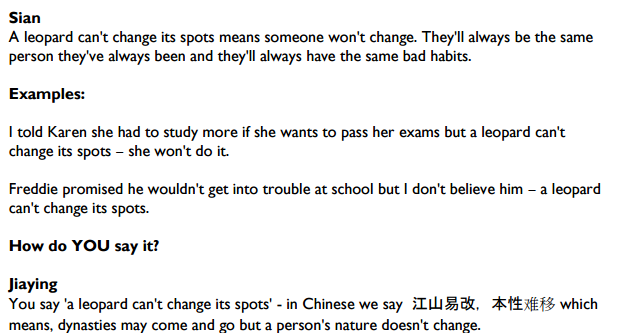 Sian
A leopard can't change its spots means someone won't change. They'll always be the same
person they've always been and they'll always have the same bad habits.
Examples:
I told Karen she had to study more if she wants to pass her exams but a leopard can't
change its spots – she won't do it.
Freddie promised he wouldn't get into trouble at school but I don't believe him – a leopard
can't change its spots.
How do YOU say it?
Jiaying
You say 'a leopard can't change its spots' - in Chinese we say 江山易改，本性难移 which
means, dynasties may come and go but a person's nature doesn't change.